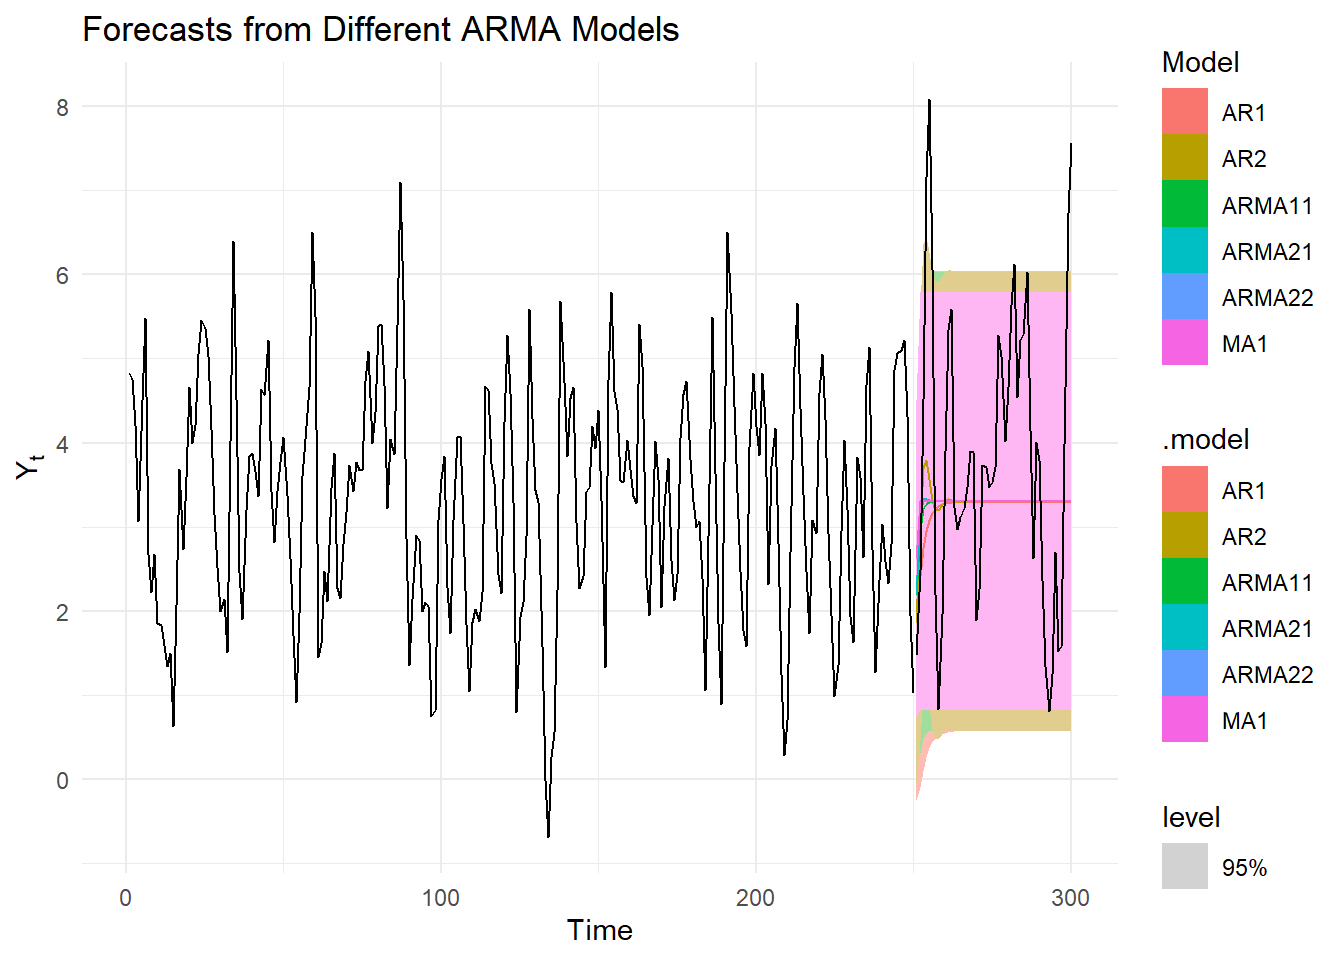 Forecasts from Different ARMA Models
Yt
8
6
4
2
0
0
100
200
300
Time
Model
AR1
AR2
ARMA11
ARMA21
ARMA22
MA1
.model
AR1
AR2
ARMA11
ARMA21
ARMA22
MA1
level
95%